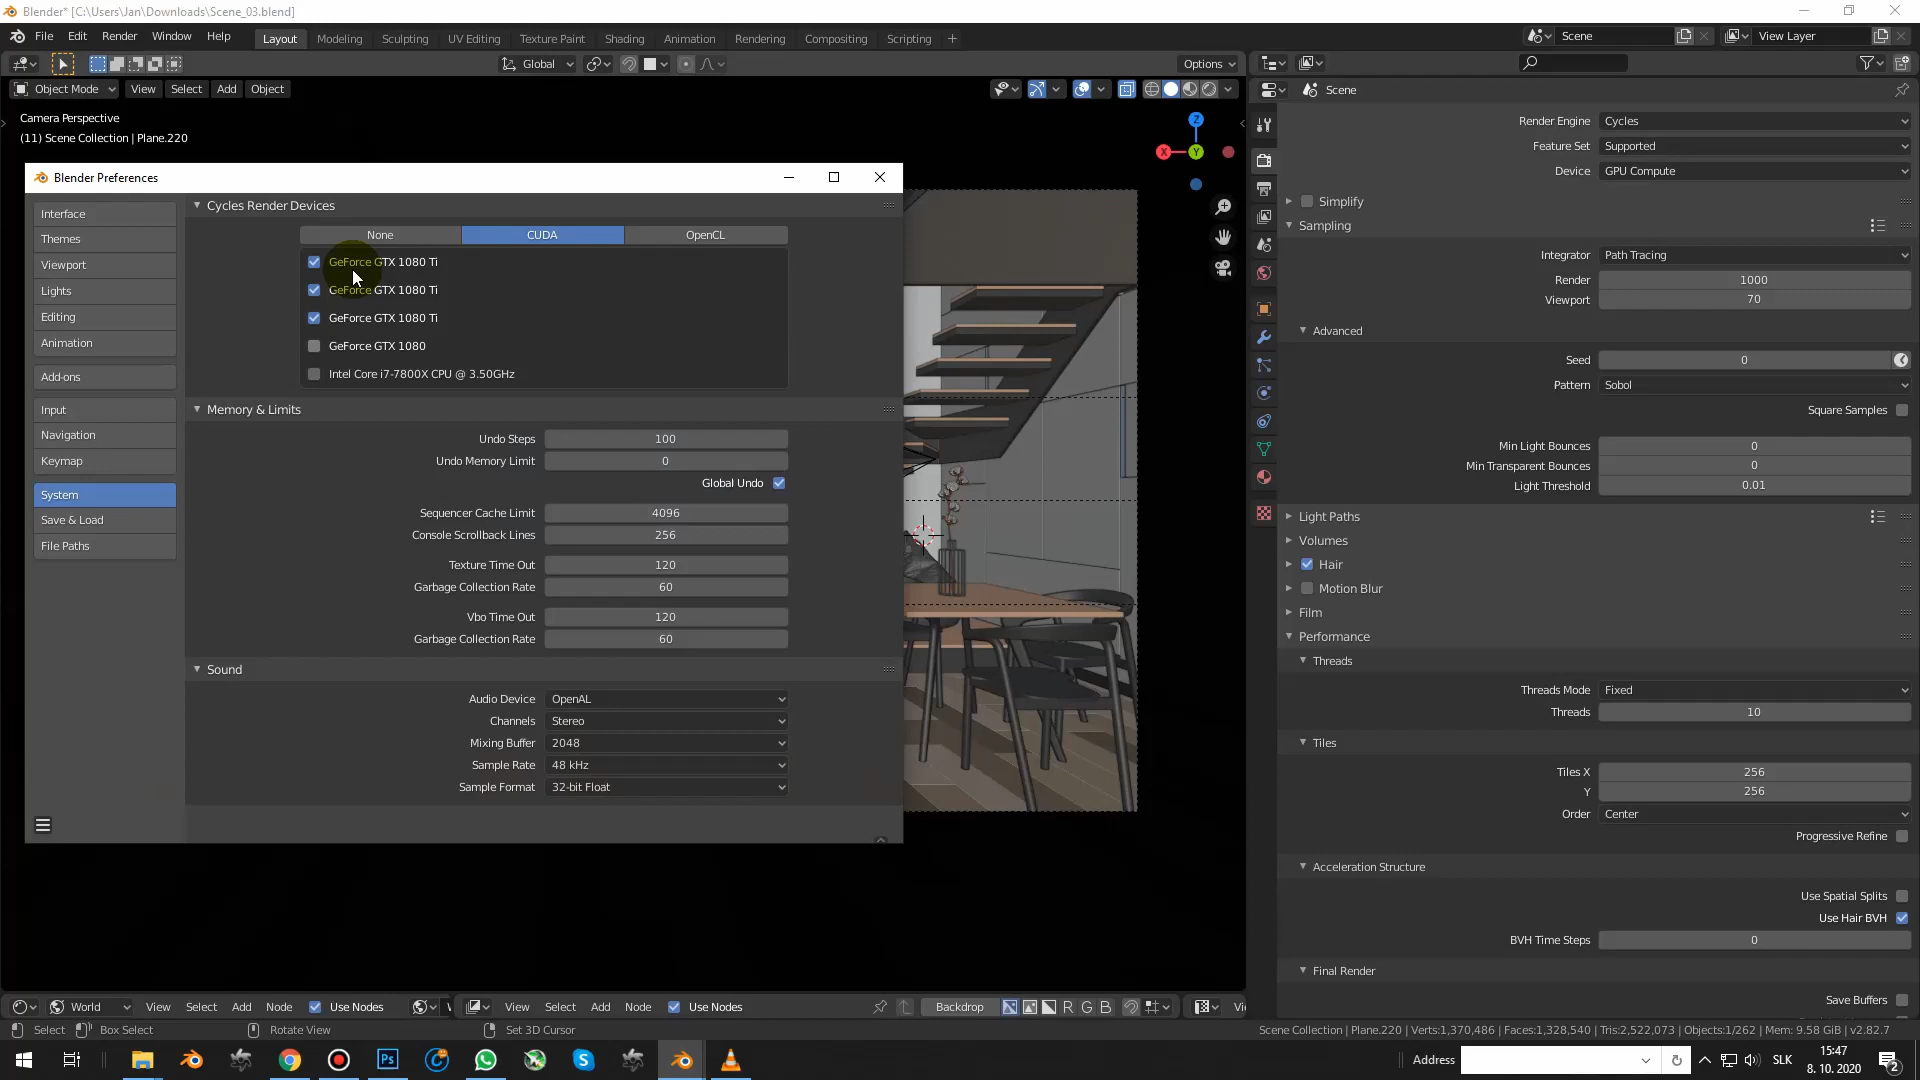 Blender* [C:\Users\Jan\Downloads\Scene_03.blend]
File Edit Render Window Help
Layout Modeling Sculpting UV Editing Texture Paint Shading Animation Rendering Compositing Scripting +
Scene
View Layer
Global
Options
Object Mode View Select Add Object
Scene
Camera Perspective
(11) Scene Collection | Plane.220
Z
X
Y
Blender Preferences
Interface
Themes
Viewport
Lights
Editing
Animation
Add-ons
Input
Navigation
Keymap
System
Save & Load
File Paths
Cycles Render Devices
None CUDA OpenCL
GeForce GTX 1080 Ti
GeForce GTX 1080 Ti
GeForce GTX 1080 Ti
GeForce GTX 1080
Intel Core i7-7800X CPU @ 3.50GHz
Memory & Limits
Undo Steps 100
Undo Memory Limit 0
Global Undo
Sequencer Cache Limit 4096
Console Scrollback Lines 256
Texture Time Out 120
Garbage Collection Rate 60
Vbo Time Out 120
Garbage Collection Rate 60
Sound
Audio Device OpenAL
Channels Stereo
Mixing Buffer 2048
Sample Rate 48 kHz
Sample Format 32-bit Float
Render Engine Cycles
Feature Set Supported
Device GPU Compute
Simplify
Sampling
Integrator Path Tracing
Render 1000
Viewport 70
Advanced
Seed 0
Pattern Sobol
Square Samples
Min Light Bounces 0
Min Transparent Bounces 0
Light Threshold 0.01
Light Paths
Volumes
Hair
Motion Blur
Film
Performance
Threads
Threads Mode Fixed
Threads 10
Tiles
Tiles X 256
Y 256
Order Center
Progressive Refine
Acceleration Structure
Use Spatial Splits
Use Hair BVH
BVH Time Steps 0
Final Render
Save Buffers
World View Select Add Node Use Nodes
View Select Add Node Use Nodes
Backdrop R G B
Vi
Select Box Select Rotate View Set 3D Cursor
Scene Collection | Plane.220 | Verts:1,370,486 | Faces:1,328,540 | Tris:2,522,073 | Objects:1/262 | Mem: 9.58 GiB | v2.82.7
Ps
Address
SLK
15:47
8. 10. 2020
2